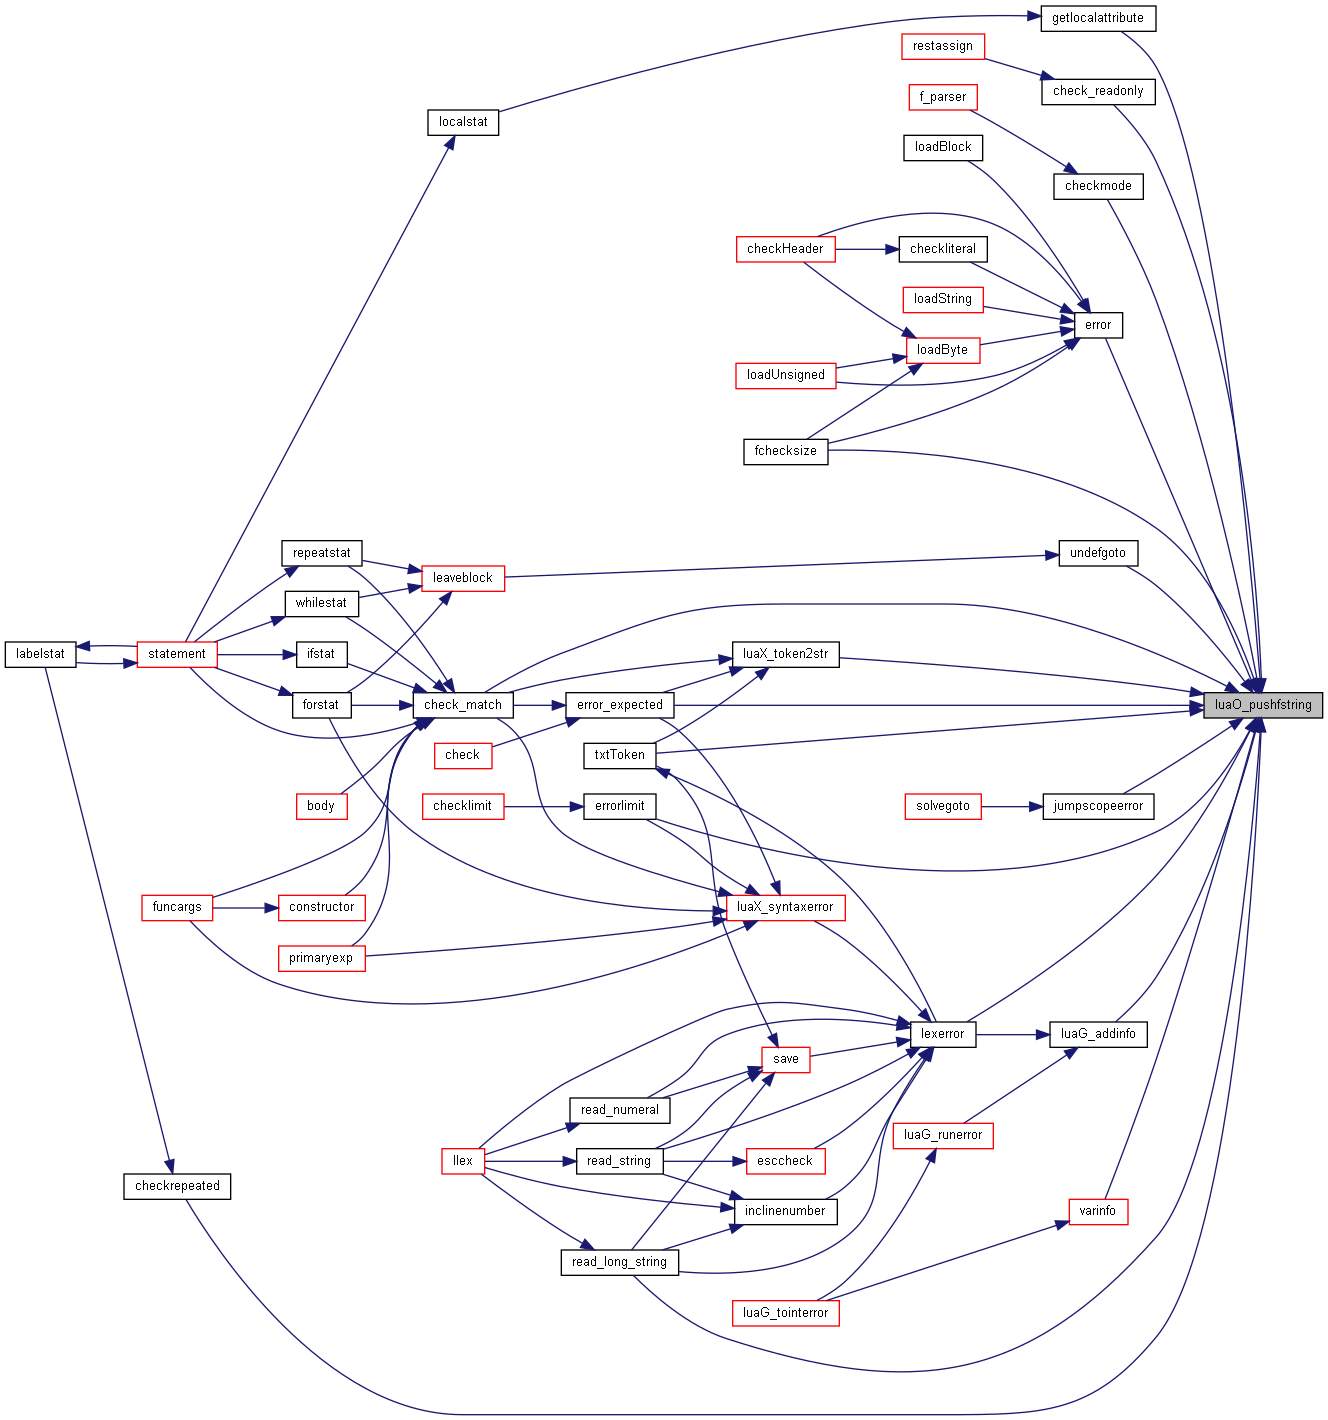 getlocalattribute
restassign
check_readonly
f_parser
localstat
loadBlock
checkmode
checkHeader
checkliteral
loadString
error
loadByte
loadUnsigned
fchecksize
repeatstat
undefgoto
leaveblock
whilestat
labelstat
statement
ifstat
luaX_token2str
forstat
check_match
error_expected
luaO_pushfstring
check
txtToken
body
checklimit
errorlimit
solvegoto
jumpscopeerror
funcargs
constructor
luaX_syntaxerror
primaryexp
lexerror
luaG_addinfo
save
read_numeral
luaG_runerror
llex
read_string
esccheck
checkrepeated
inclinenumber
varinfo
read_long_string
luaG_tointerror